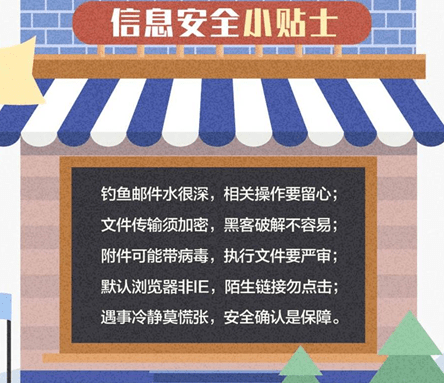 信息安全小贴士
钓鱼邮件水很深，相关操作要留心；
文件传输须加密，黑客破解不容易；
附件可能带病毒，执行文件要严审；
默认浏览器非IE，陌生链接勿点击；
遇事冷静莫慌张，安全确认是保障。